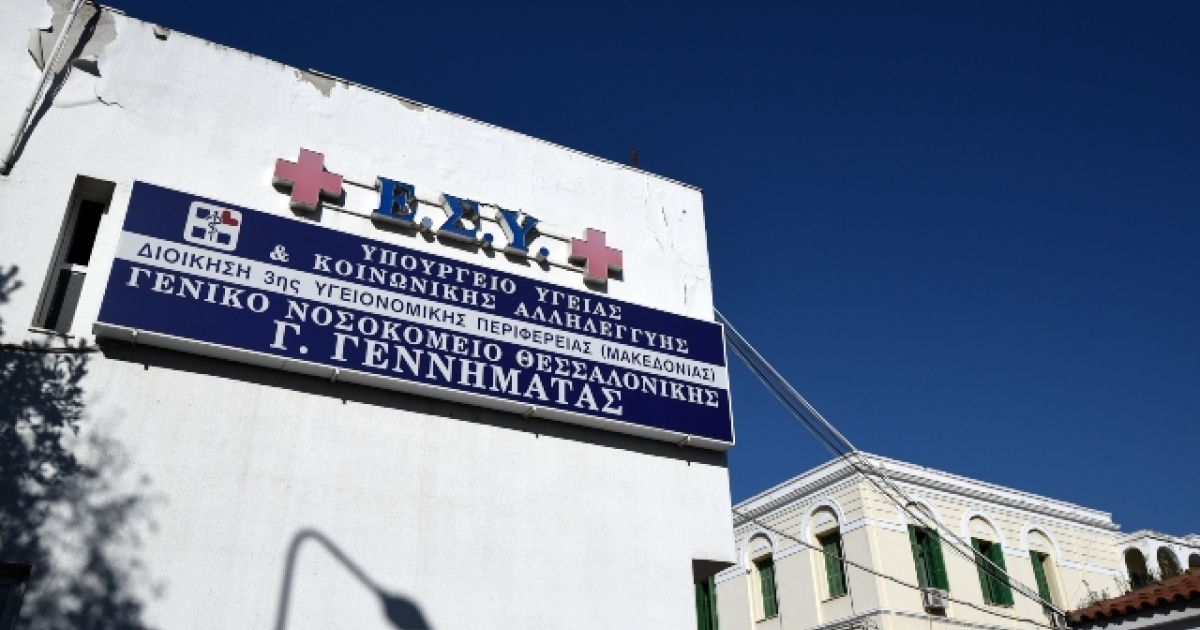 Ε.Σ.Υ.
ΥΠΟΥΡΓΕΙΟ ΥΓΕΙΑΣ
& ΚΟΙΝΩΝΙΚΗΣ ΑΛΛΗΛΕΓΓΥΗΣ
ΔΙΟΙΚΗΣΗ 3ης ΥΓΕΙΟΝΟΜΙΚΗΣ ΠΕΡΙΦΕΡΕΙΑΣ (ΜΑΚΕΔΟΝΙΑΣ)
ΓΕΝΙΚΟ ΝΟΣΟΚΟΜΕΙΟ ΘΕΣΣΑΛΟΝΙΚΗΣ
Γ. ΓΕΝΝΗΜΑΤΑΣ